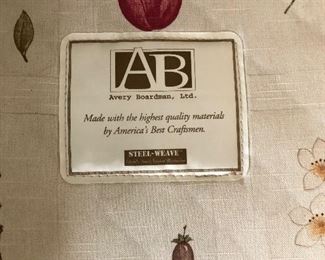 AB
Avery Boardman, Ltd.
Made with the highest quality materials
by America's Best Craftsmen.
STEEL-WEAVE